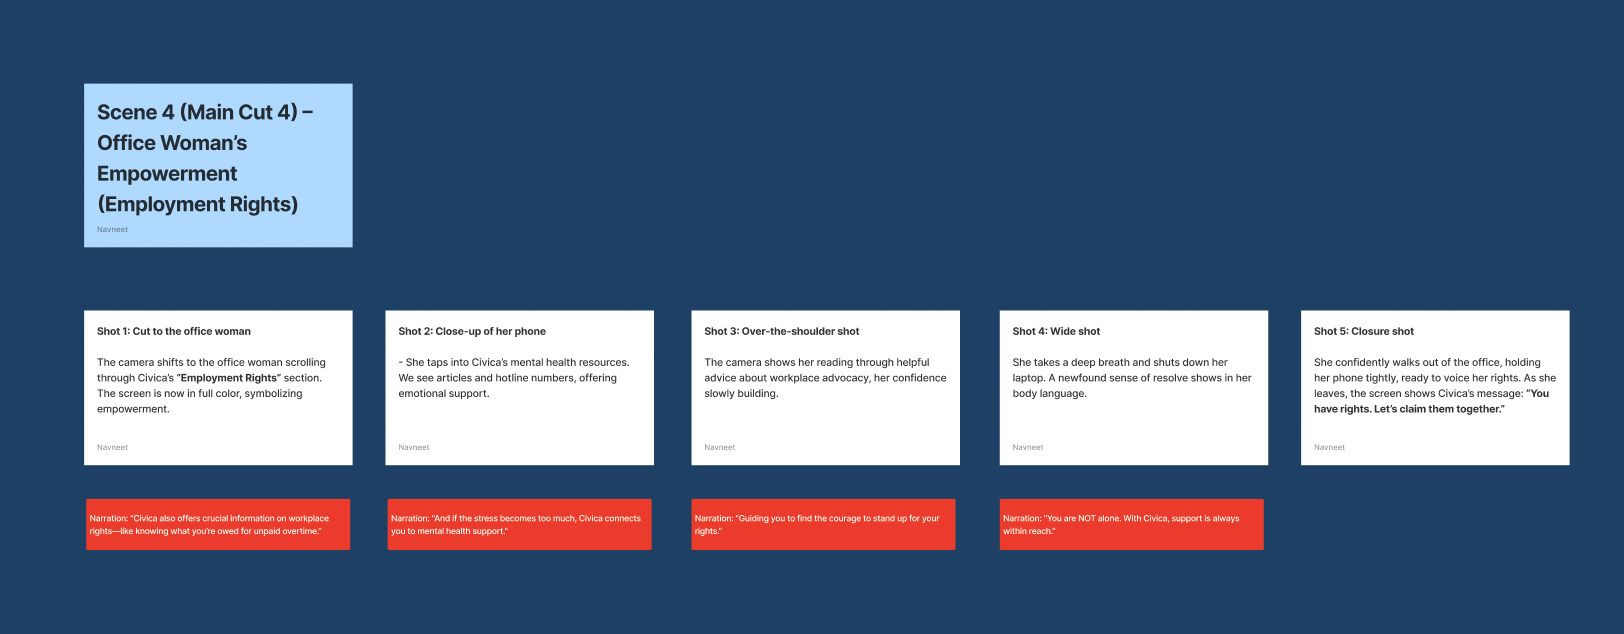 Scene 4 (Main Cut 4) –
Office Woman’s
Empowerment
(Employment Rights)
Navneet
Shot 1: Cut to the office woman
The camera shifts to the office woman scrolling
through Civica’s “Employment Rights” section.
The screen is now in full color, symbolizing
empowerment.
Navneet
Shot 2: Close-up of her phone
- She taps into Civica’s mental health resources.
We see articles and hotline numbers, offering
emotional support.
Navneet
Shot 3: Over-the-shoulder shot
The camera shows her reading through helpful
advice about workplace advocacy, her confidence
slowly building.
Navneet
Shot 4: Wide shot
She takes a deep breath and shuts down her
laptop. A newfound sense of resolve shows in her
body language.
Navneet
Shot 5: Closure shot
She confidently walks out of the office, holding
her phone tightly, ready to voice her rights. As she
leaves, the screen shows Civica’s message: “You
have rights. Let’s claim them together.”
Navneet
Narration: "Civica also offers crucial information on workplace
rights—like knowing what you're owed for unpaid overtime."
Narration: "And if the stress becomes too much, Civica connects
you to mental health support."
Narration: "Guiding you to find the courage to stand up for your
rights."
Narration: "You are NOT alone. With Civica, support is always
within reach."